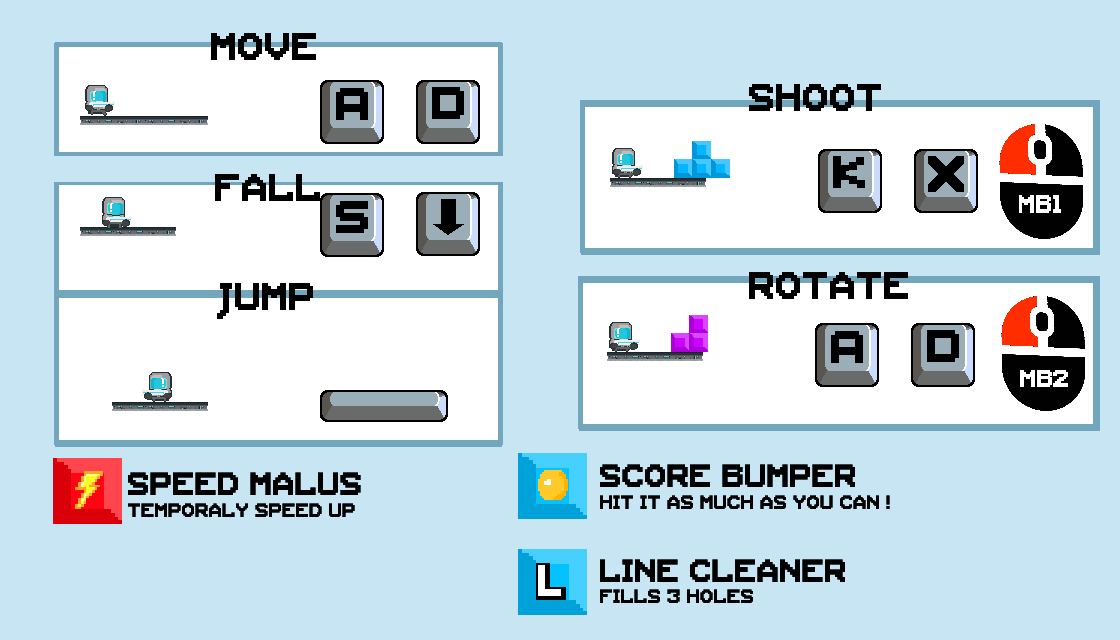 MOVE
A D
FALL
S
JUMP
SHOOT
K X
MB1
ROTATE
A D
MB2
SPEED MALUS
TEMPORALY SPEED UP
SCORE BUMPER
HIT IT AS MUCH AS YOU CAN !
L
LINE CLEANER
FILLS 3 HOLES